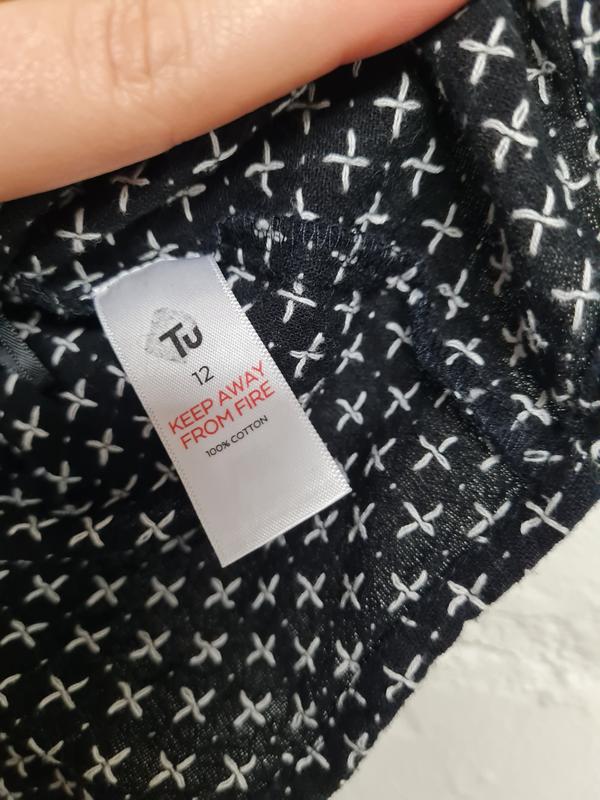 Tu
12
KEEP AWAY
FROM FIRE
100% COTTON